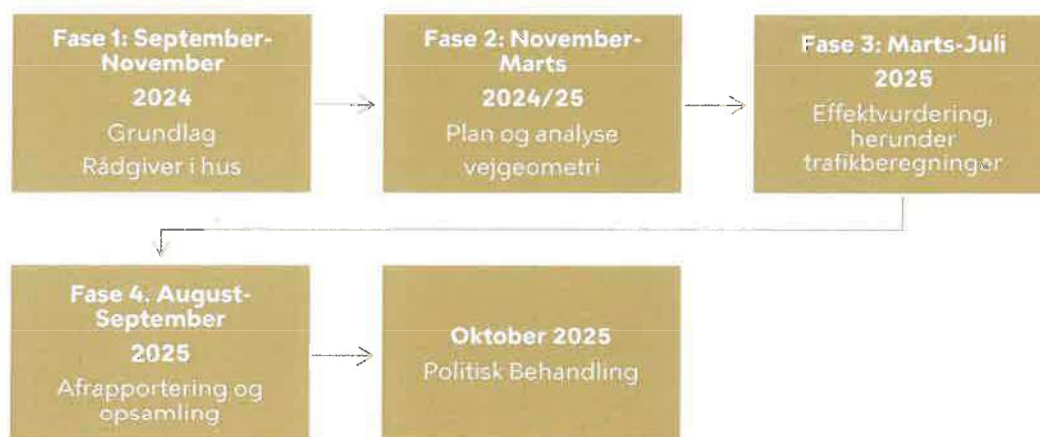 Fase 1: September-
November
2024
Grundlag
Rådgiver i hus
Fase 2: November-
Marts
2024/25
Plan og analyse
vejgeometri
Fase 3: Marts-Juli
2025
Effektvurdering,
herunder
trafikberegninger
Fase 4. August-
September
2025
Afrapportering og
opsamling
Oktober 2025
Politisk Behandling